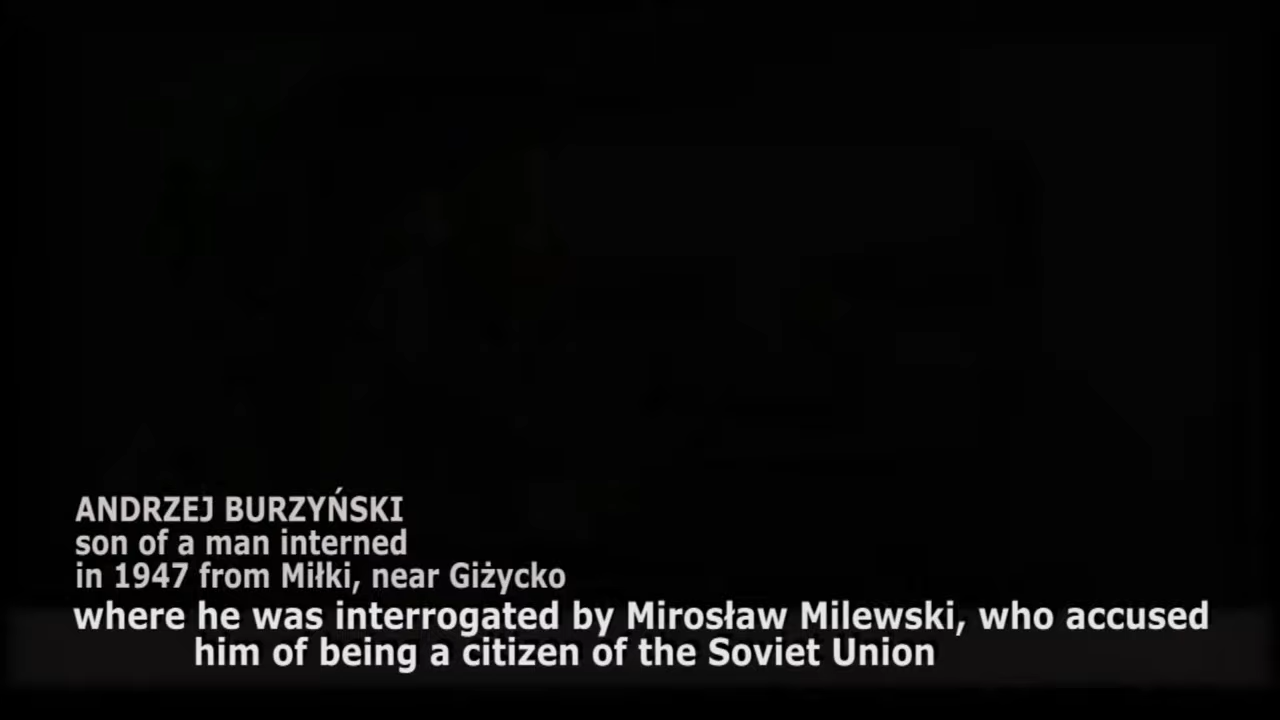 ANDRZEJ BURZYŃSKI
son of a man interned
in 1947 from Miłki, near Giżycko
where he was interrogated by Mirosław Milewski, who accused
him of being a citizen of the Soviet Union